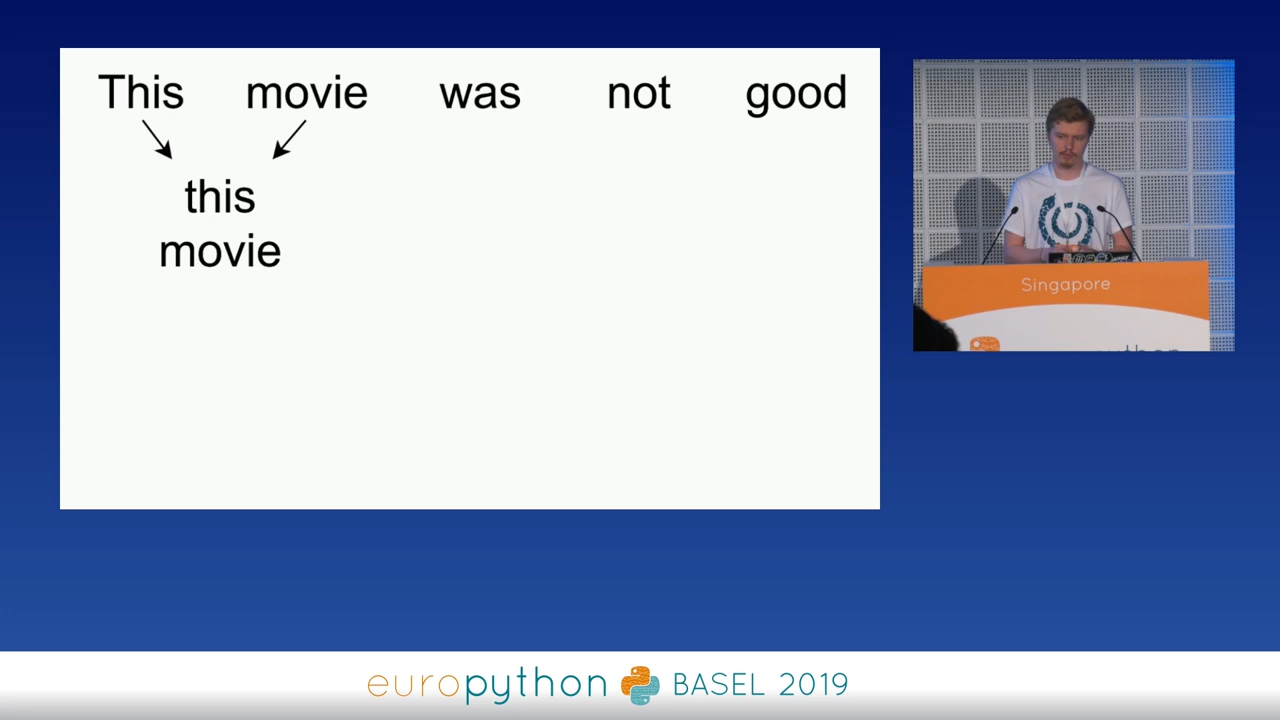 This movie was not good
this
movie
Singapore
europython BASEL 2019